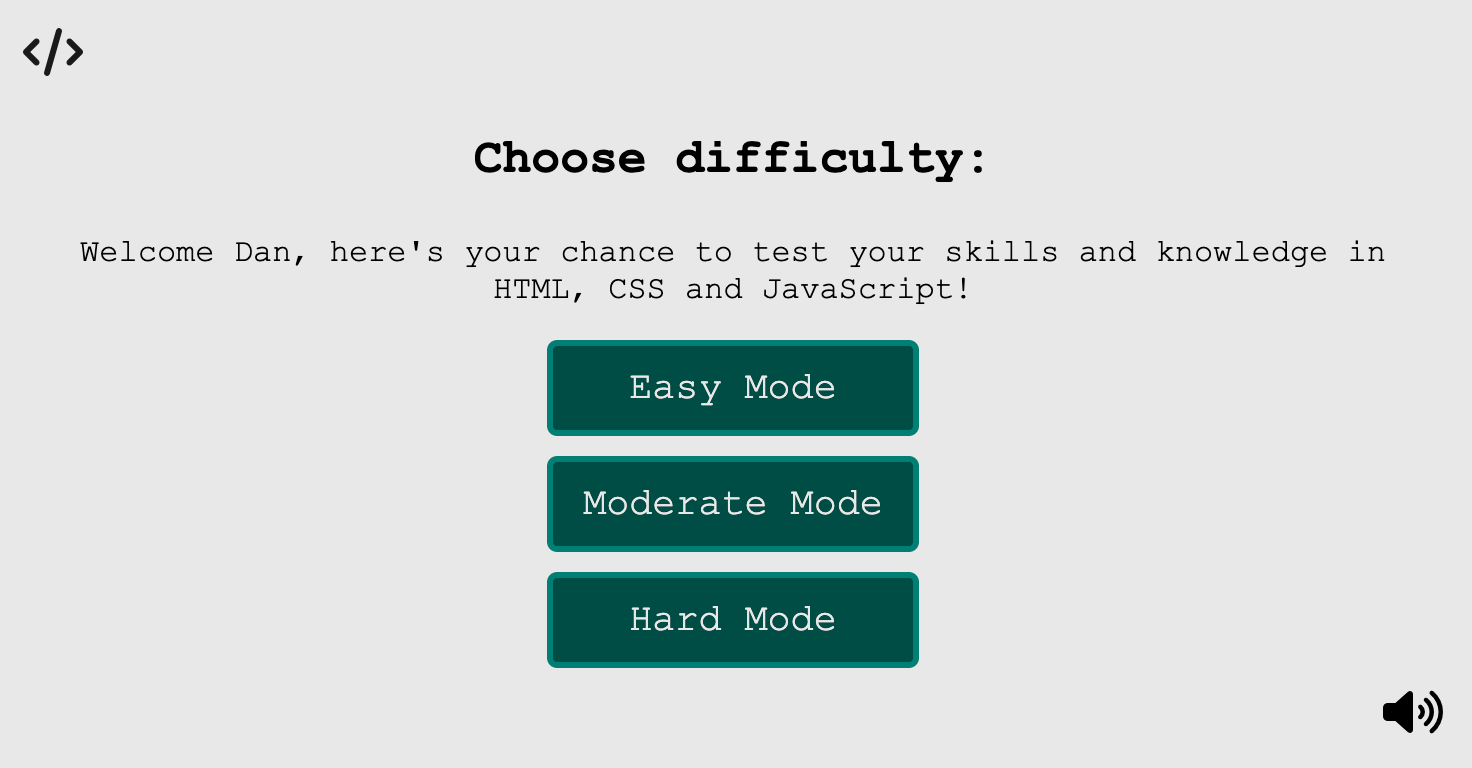 Choose difficulty:
Welcome Dan, here's your chance to test your skills and knowledge in
HTML, CSS and JavaScript!
Easy Mode
Moderate Mode
Hard Mode